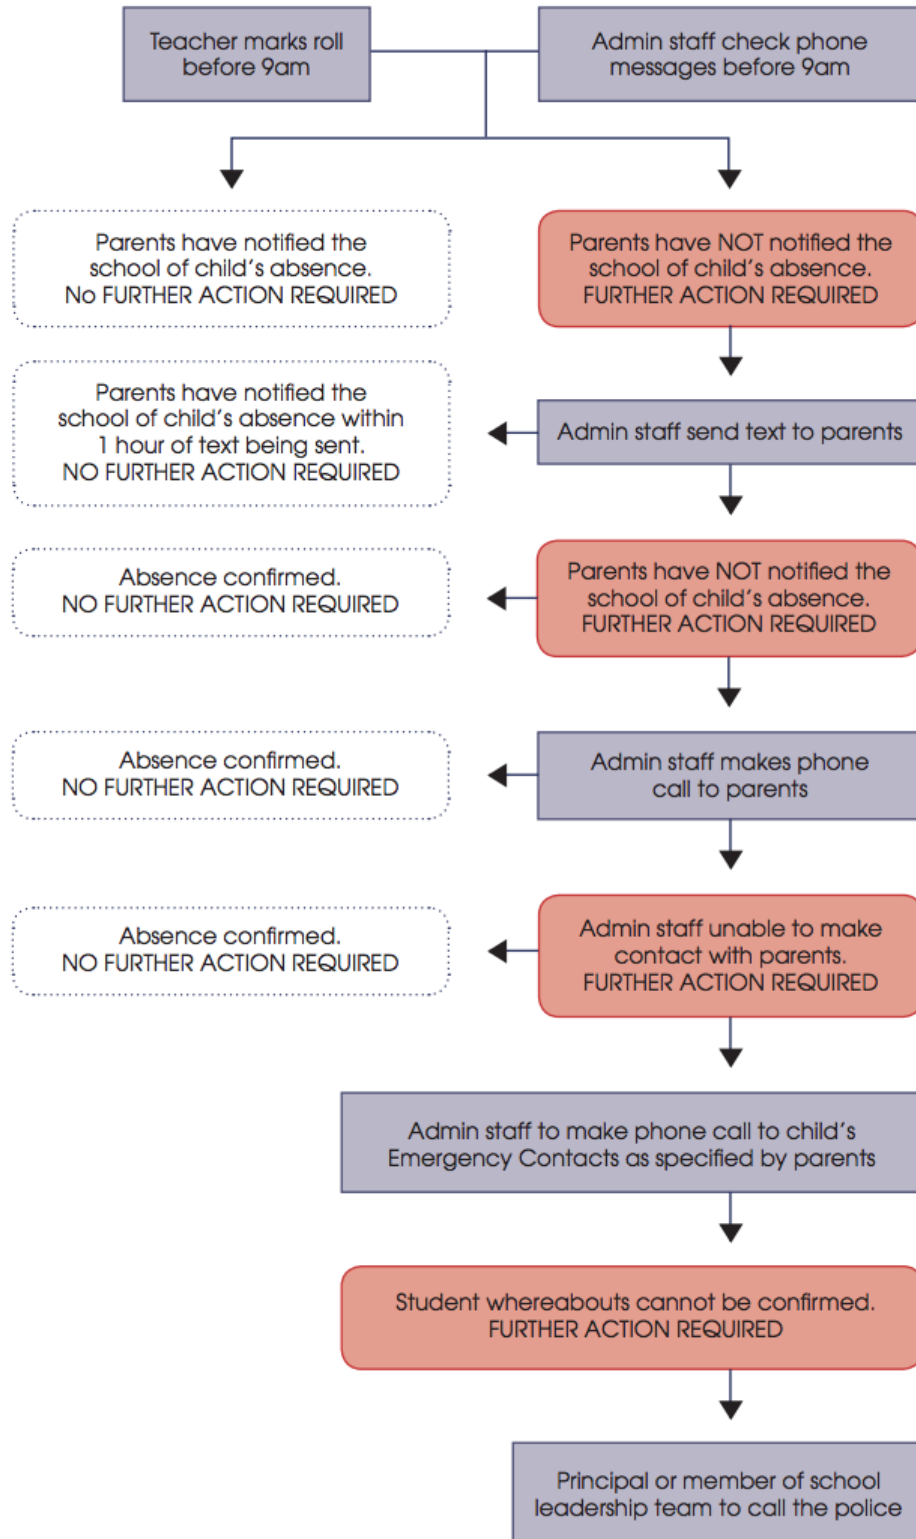 Teacher marks roll
before 9am
Admin staff check phone
messages before 9am
Parents have notified the
school of child's absence.
No FURTHER ACTION REQUIRED
Parents have NOT notified the
school of child's absence.
FURTHER ACTION REQUIRED
Parents have notified the
school of child's absence within
1 hour of text being sent.
NO FURTHER ACTION REQUIRED
Admin staff send text to parents
Absence confirmed.
NO FURTHER ACTION REQUIRED
Parents have NOT notified the
school of child's absence.
FURTHER ACTION REQUIRED
Absence confirmed.
NO FURTHER ACTION REQUIRED
Admin staff makes phone
call to parents
Absence confirmed.
NO FURTHER ACTION REQUIRED
Admin staff unable to make
contact with parents.
FURTHER ACTION REQUIRED
Admin staff to make phone call to child's
Emergency Contacts as specified by parents
Student whereabouts cannot be confirmed.
FURTHER ACTION REQUIRED
Principal or member of school
leadership team to call the police